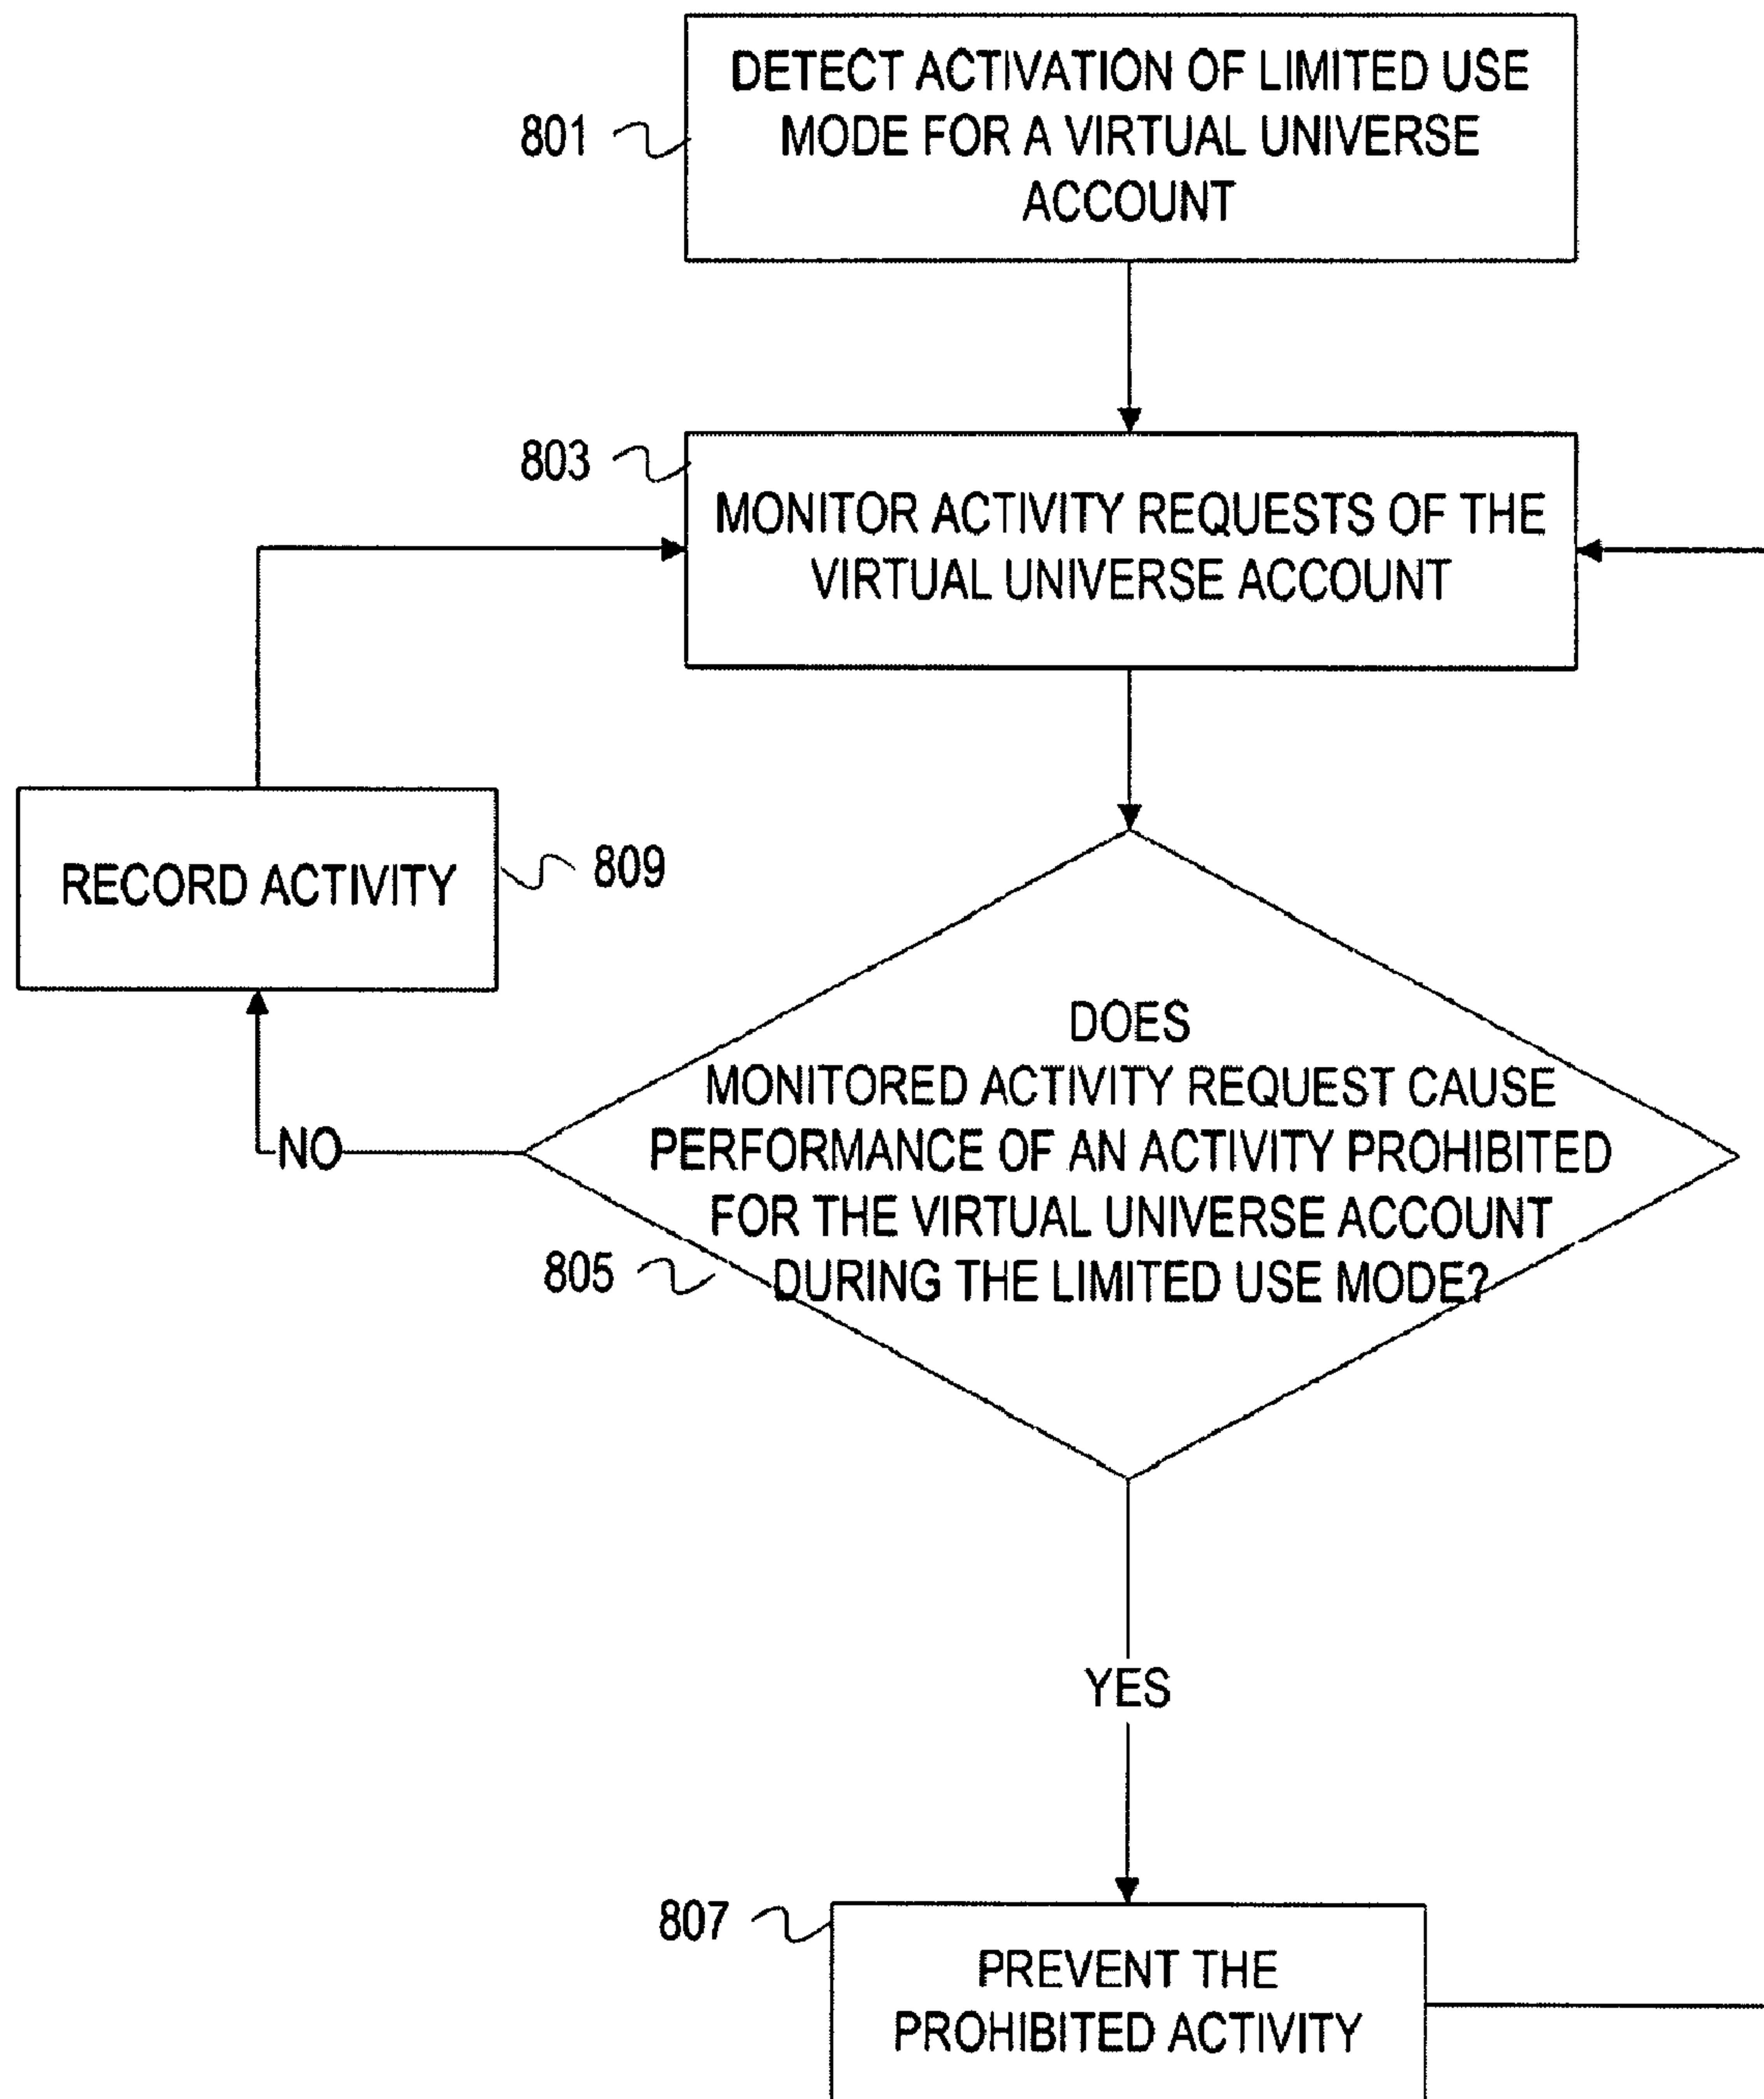 DETECT ACTIVATION OF LIMITED USE
MODE FOR A VIRTUAL UNIVERSE
ACCOUNT
801
803
MONITOR ACTIVITY REQUESTS OF THE
VIRTUAL UNIVERSE ACCOUNT
RECORD ACTIVITY
809
DOES
MONITORED ACTIVITY REQUEST CAUSE
PERFORMANCE OF AN ACTIVITY PROHIBITED
FOR THE VIRTUAL UNIVERSE ACCOUNT
DURING THE LIMITED USE MODE?
NO
805
YES
807
PREVENT THE
PROHIBITED ACTIVITY